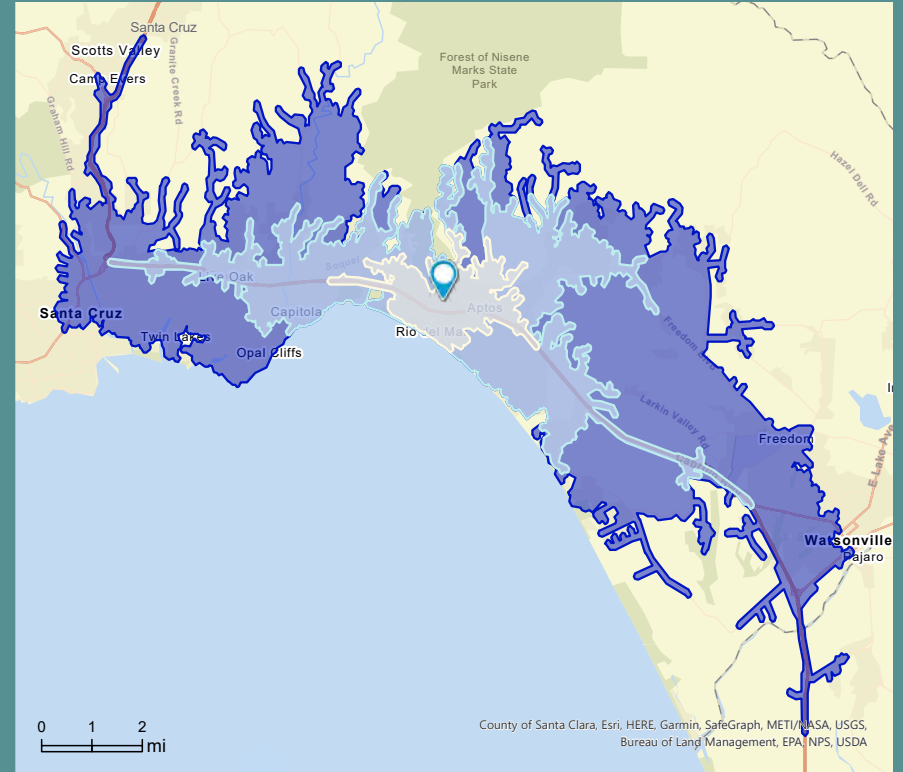 Santa Cruz
Scotts Valley
Camp Evers
Granite Creek Rd
Graham Hill Rd
Forest of Nisene
Marks State
Park
Hazel Dell Rd
Live Oak
Soquel
Capitola
Aptos
Santa Cruz
Twin Lakes
Opal Cliffs
Rio del Ma
Freedom Blvd
Larkin Valley Rd
Freedom
E Lake Ave
Watsonville
Pajaro
0 1 2
mi
County of Santa Clara, Esri, HERE, Garmin, SafeGraph, METI/NASA, USGS,
Bureau of Land Management, EPA, NPS, USDA